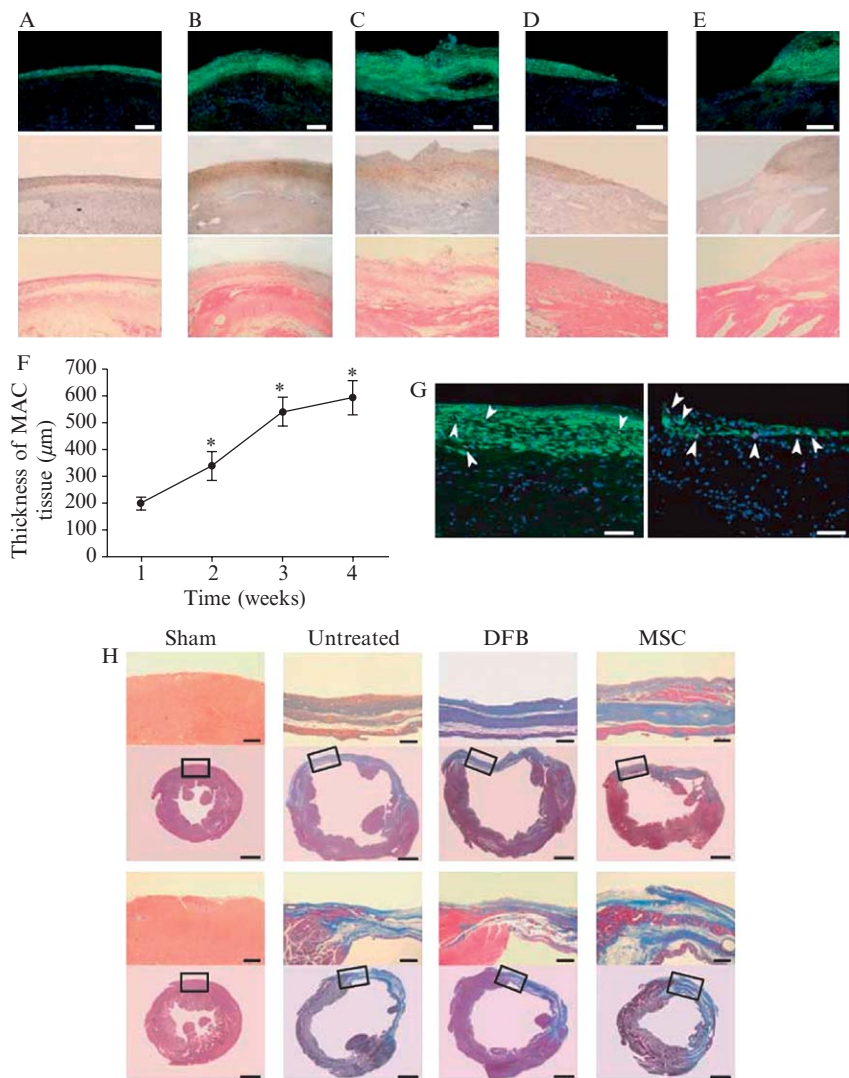 A B C D E
F
700
600
500
400
300
200
100
0
Thickness of MAC
tissue (µm)
* * *
1 2 3 4
Time (weeks)
G
H
Sham Untreated DFB MSC